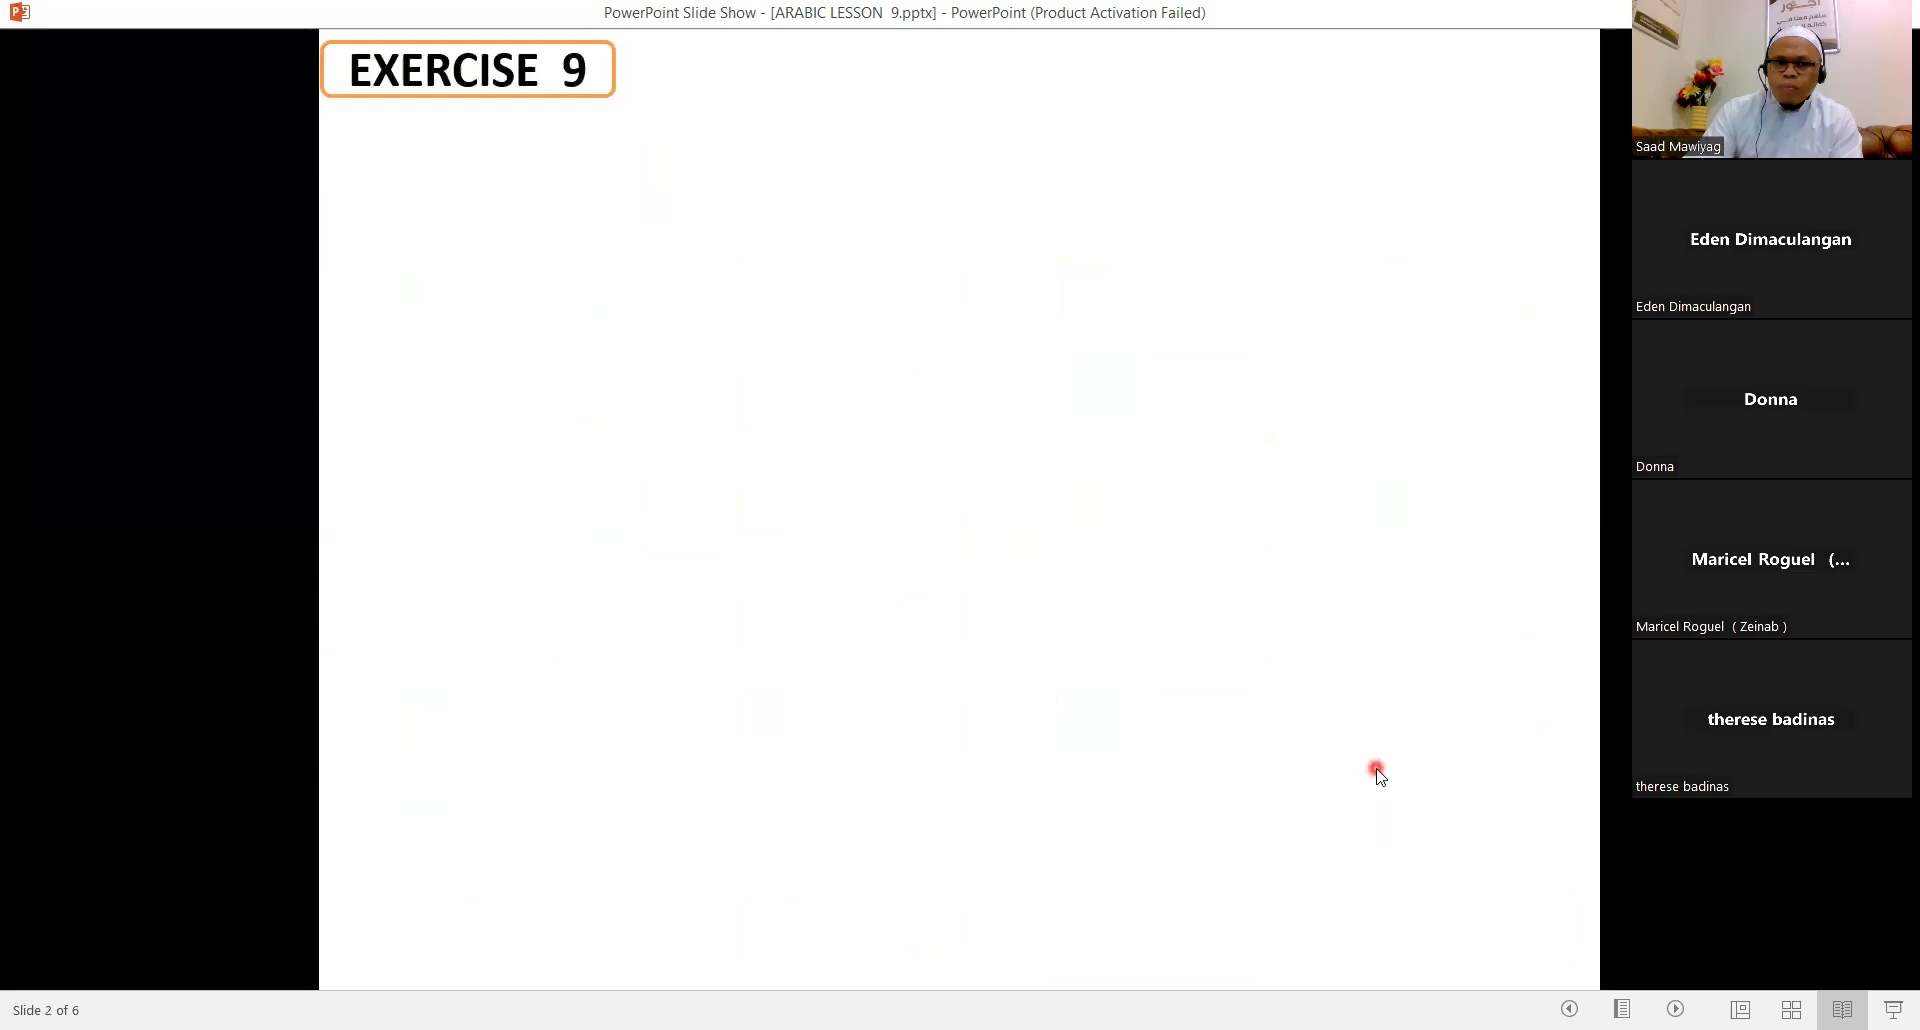 PowerPoint Slide Show - [ARABIC LESSON  9.pptx] - PowerPoint (Product Activation Failed)
EXERCISE  9
Saad Mawiyag
Eden Dimaculangan
Eden Dimaculangan
Donna
Donna
Maricel Roguel  (...
Maricel Roguel  ( Zeinab )
therese badinas
therese badinas
Slide 2 of 6